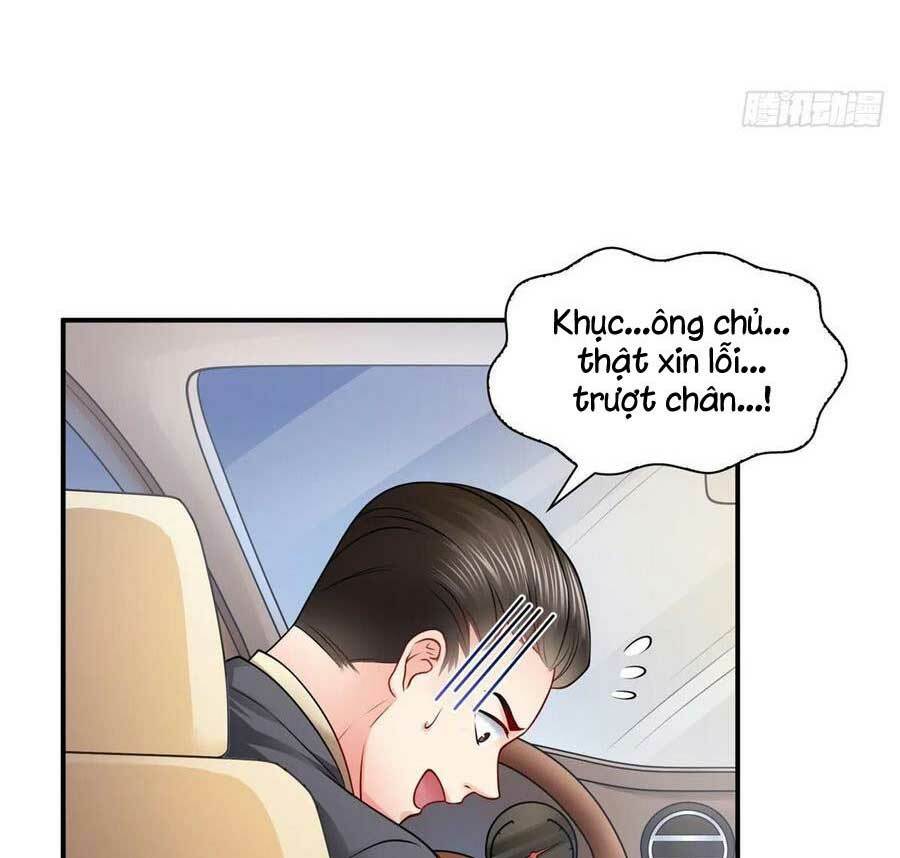 腾讯动漫
Khục...ông chủ...
thật xin lỗi...
trượt chân...!